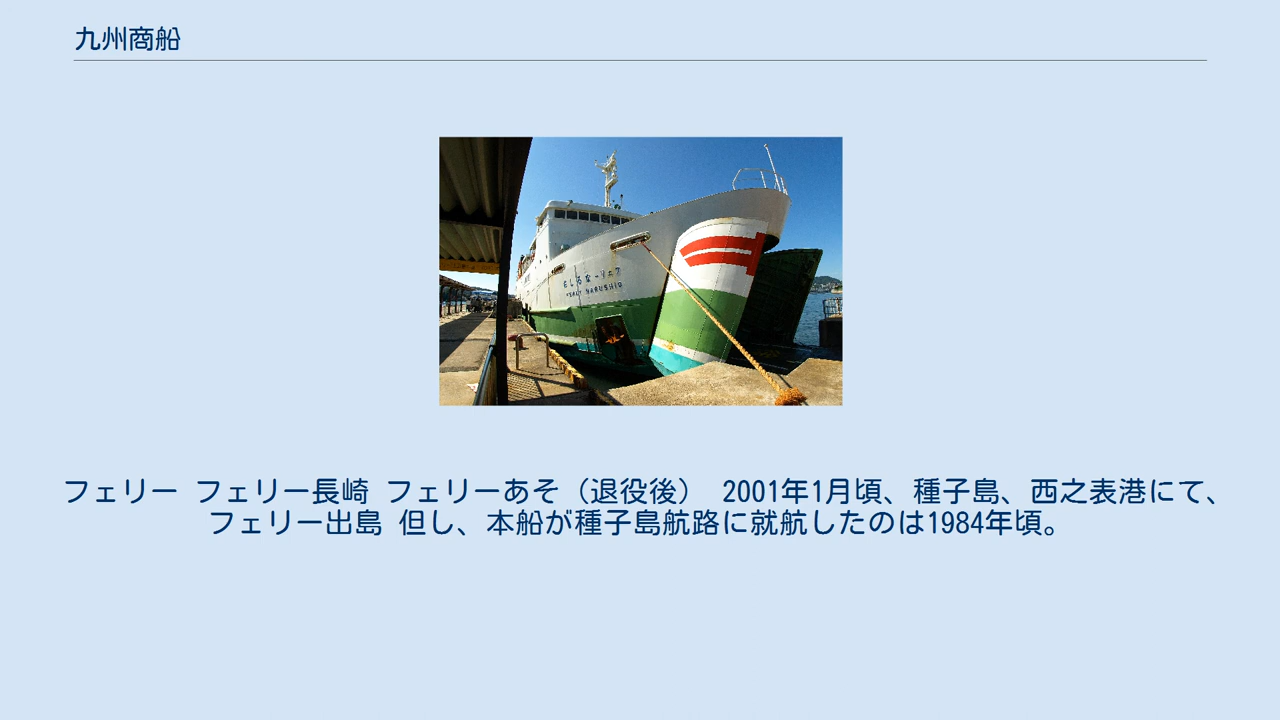 九州商船
フェリー フェリー長崎 フェリーあそ（退役後） 2001年1月頃、種子島、西之表港にて、
フェリー出島 但し、本船が種子島航路に就航したのは1984年頃。